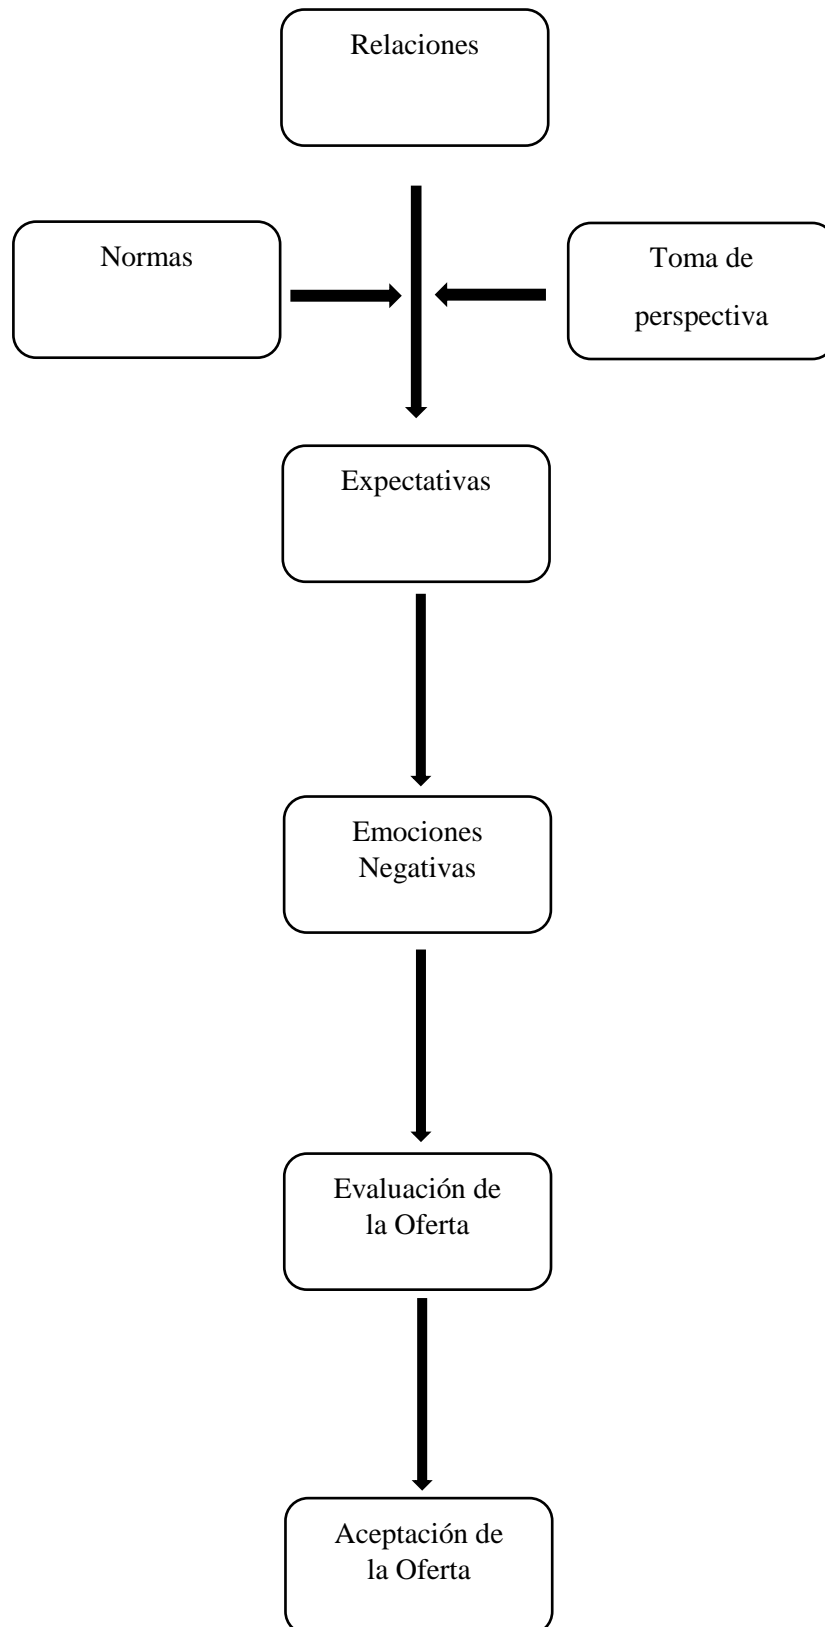 Relaciones
Normas
Toma de
perspectiva
Expectativas
Emociones
Negativas
Evaluación de
la Oferta
Aceptación de
la Oferta